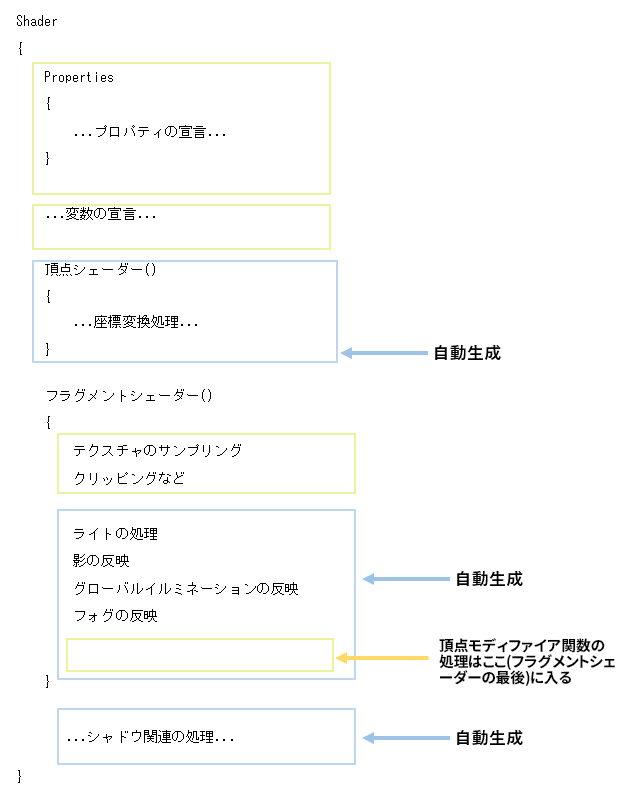 Shader
{
Properties
{
...プロパティの宣言...
}
...変数の宣言...
頂点シェーダー()
{
...座標変換処理...
}
自動生成
フラグメントシェーダー()
{
テクスチャのサンプリング
クリッピングなど
ライトの処理
影の反映
グローバルイルミネーションの反映
フォグの反映
自動生成
頂点モディファイア関数の
処理はここ(フラグメントシェ
ーダーの最後)に入る
}
...シャドウ関連の処理...
自動生成
}